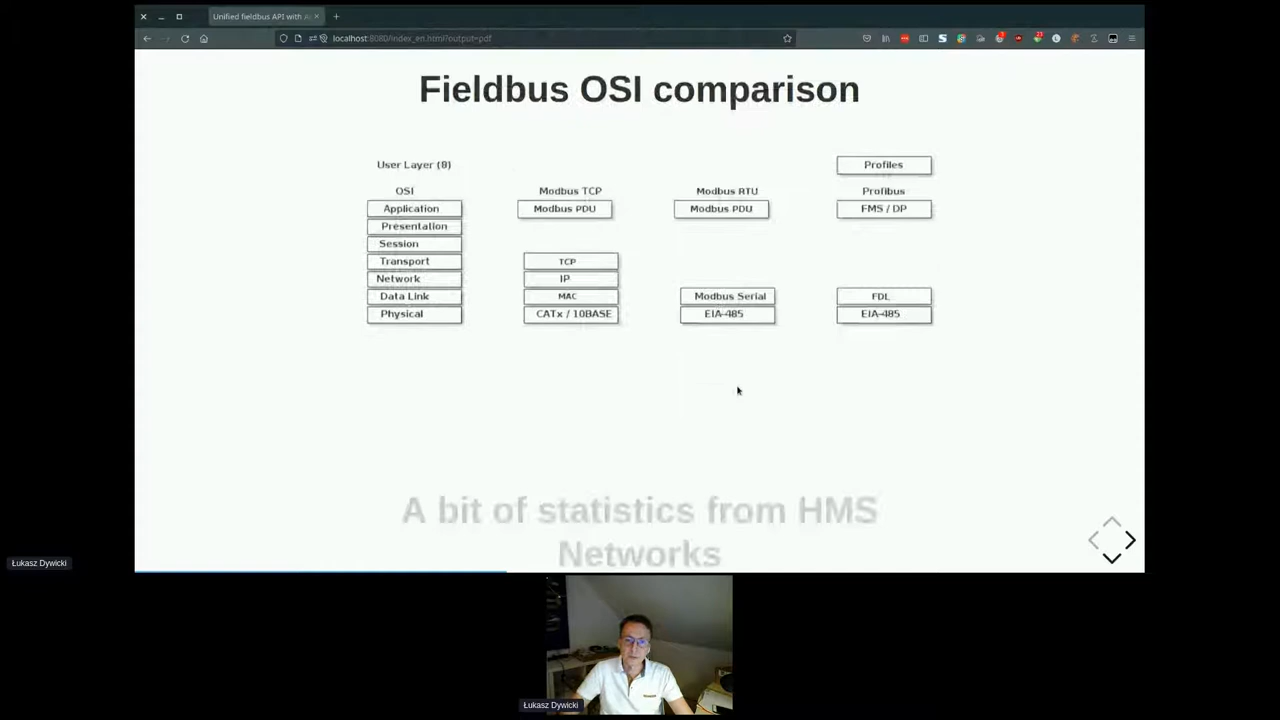 Unified fieldbus API with A
localhost:8080/index_en.html?output=pdf
Fieldbus OSI comparison
User Layer (8)
Profiles
OSI
Modbus TCP
Modbus RTU
Profibus
Application
Modbus PDU
Modbus PDU
FMS / DP
Presentation
Session
Transport
TCP
Network
IP
Data Link
MAC
Modbus Serial
FDL
Physical
CATx / 10BASE
EIA-485
EIA-485
A bit of statistics from HMS
Networks
Łukasz Dywicki
Łukasz Dywicki